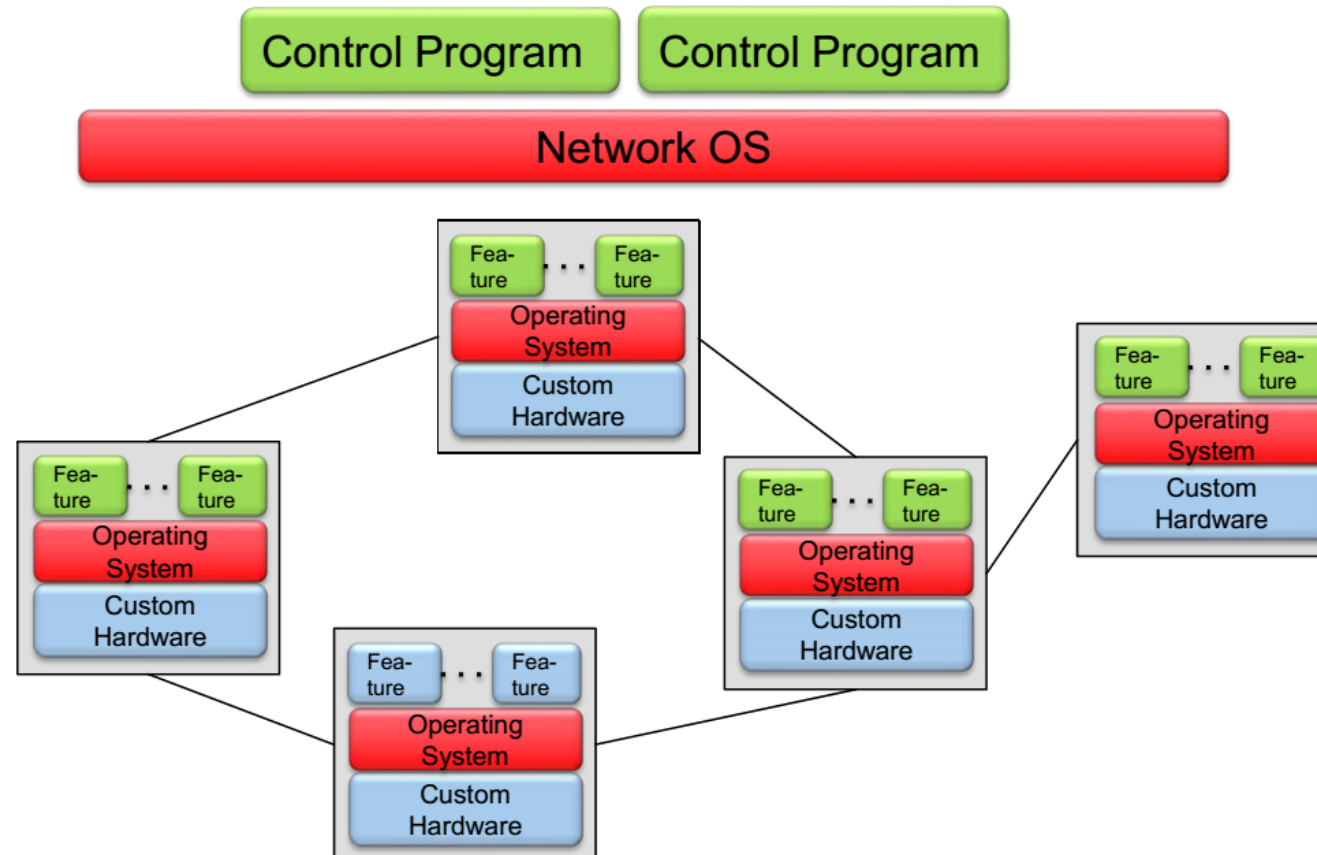 Control Program
Control Program
Network OS
Fea-
ture
. . .
Fea-
ture
Operating
System
Custom
Hardware
Fea-
ture
. . .
Fea-
ture
Operating
System
Custom
Hardware
Fea-
ture
. . .
Fea-
ture
Operating
System
Custom
Hardware
Fea-
ture
. . .
Fea-
ture
Operating
System
Custom
Hardware
Fea-
ture
. . .
Fea-
ture
Operating
System
Custom
Hardware